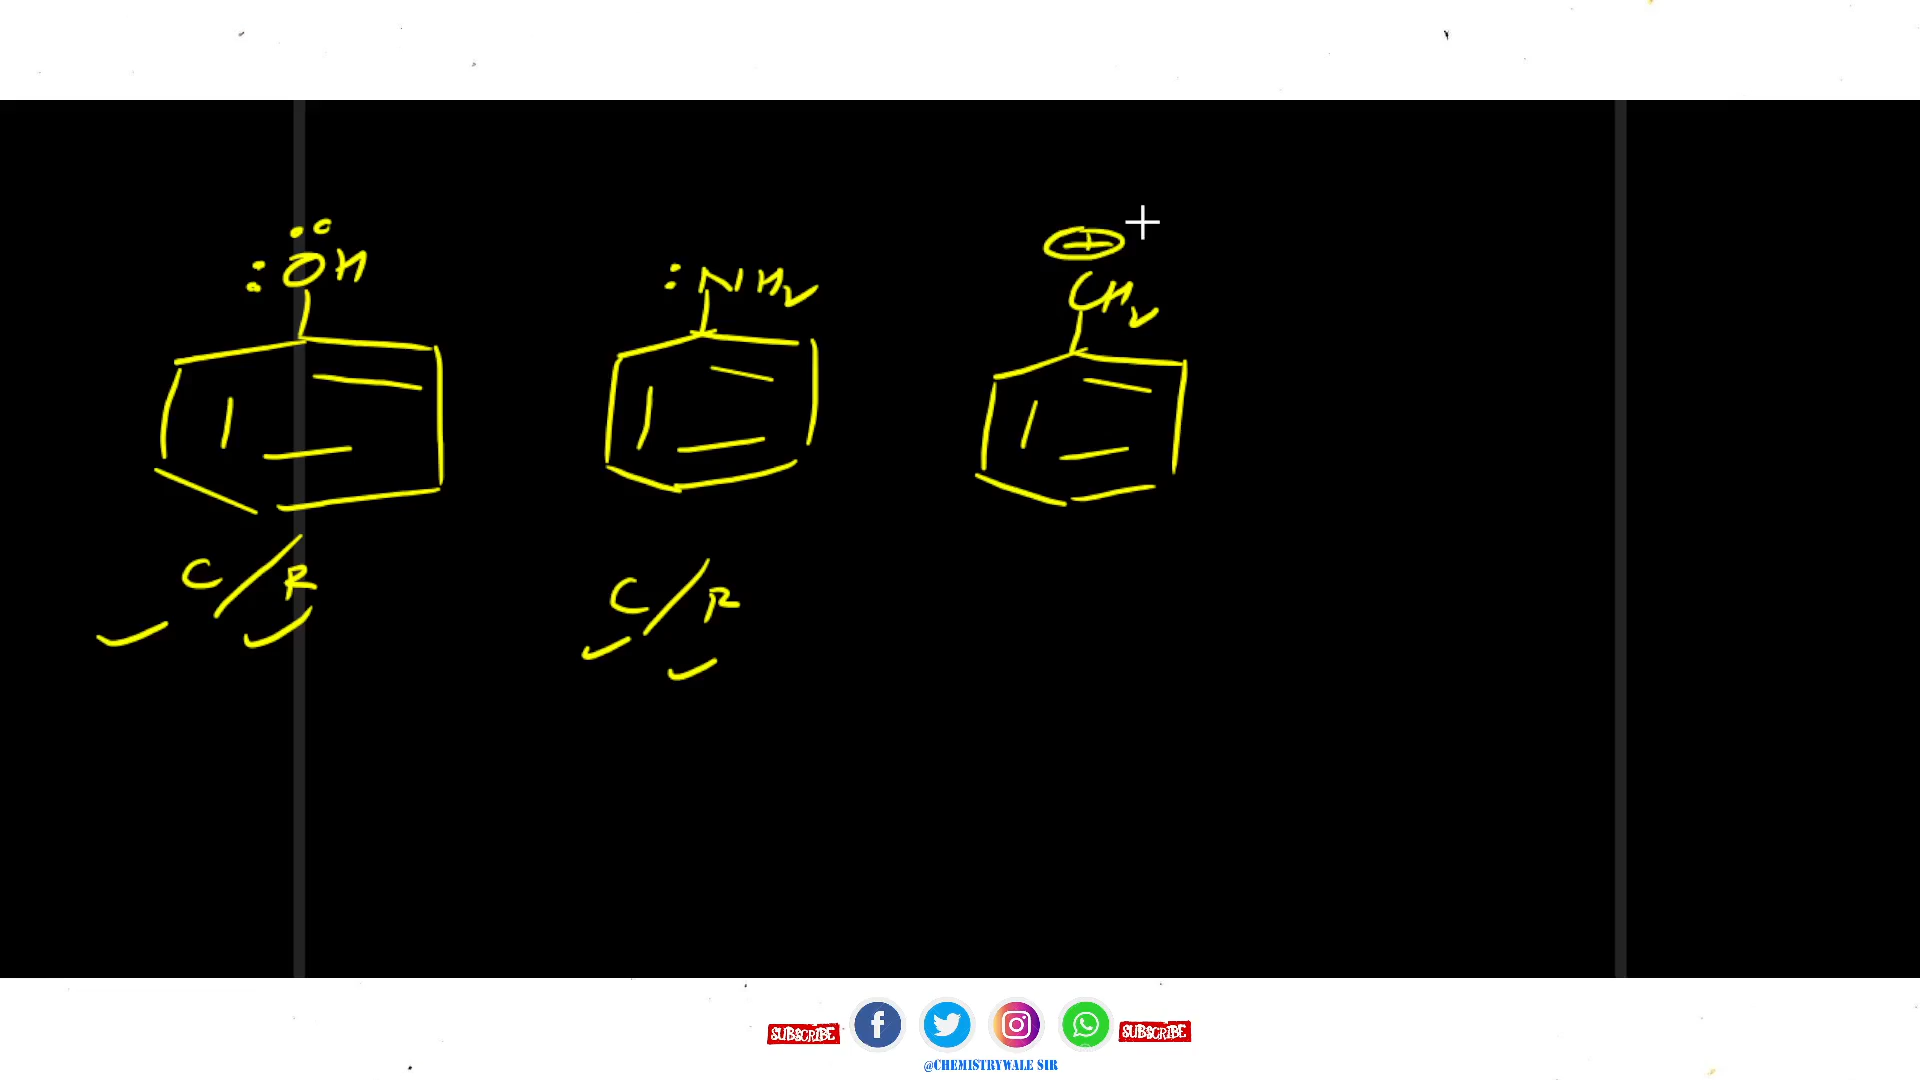 :ÖH
:NH₂
⊕
CH₂
C/R
C/R
SUBSCRIBE
SUBSCRIBE
@CHEMISTRYWALE SIR